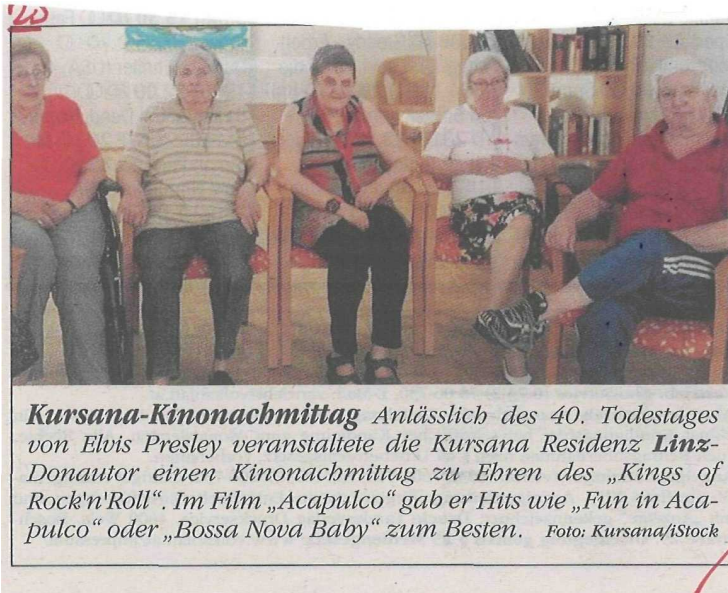 '20
Kursana-Kinonachmittag Anlässlich des 40. Todestages
von Elvis Presley veranstaltete die Kursana Residenz Linz-
Donautor einen Kinonachmittag zu Ehren des „Kings of
Rock'n'Roll“. Im Film „Acapulco“ gab er Hits wie „Fun in Aca-
pulco“ oder „Bossa Nova Baby“ zum Besten. Foto: Kursana/iStock